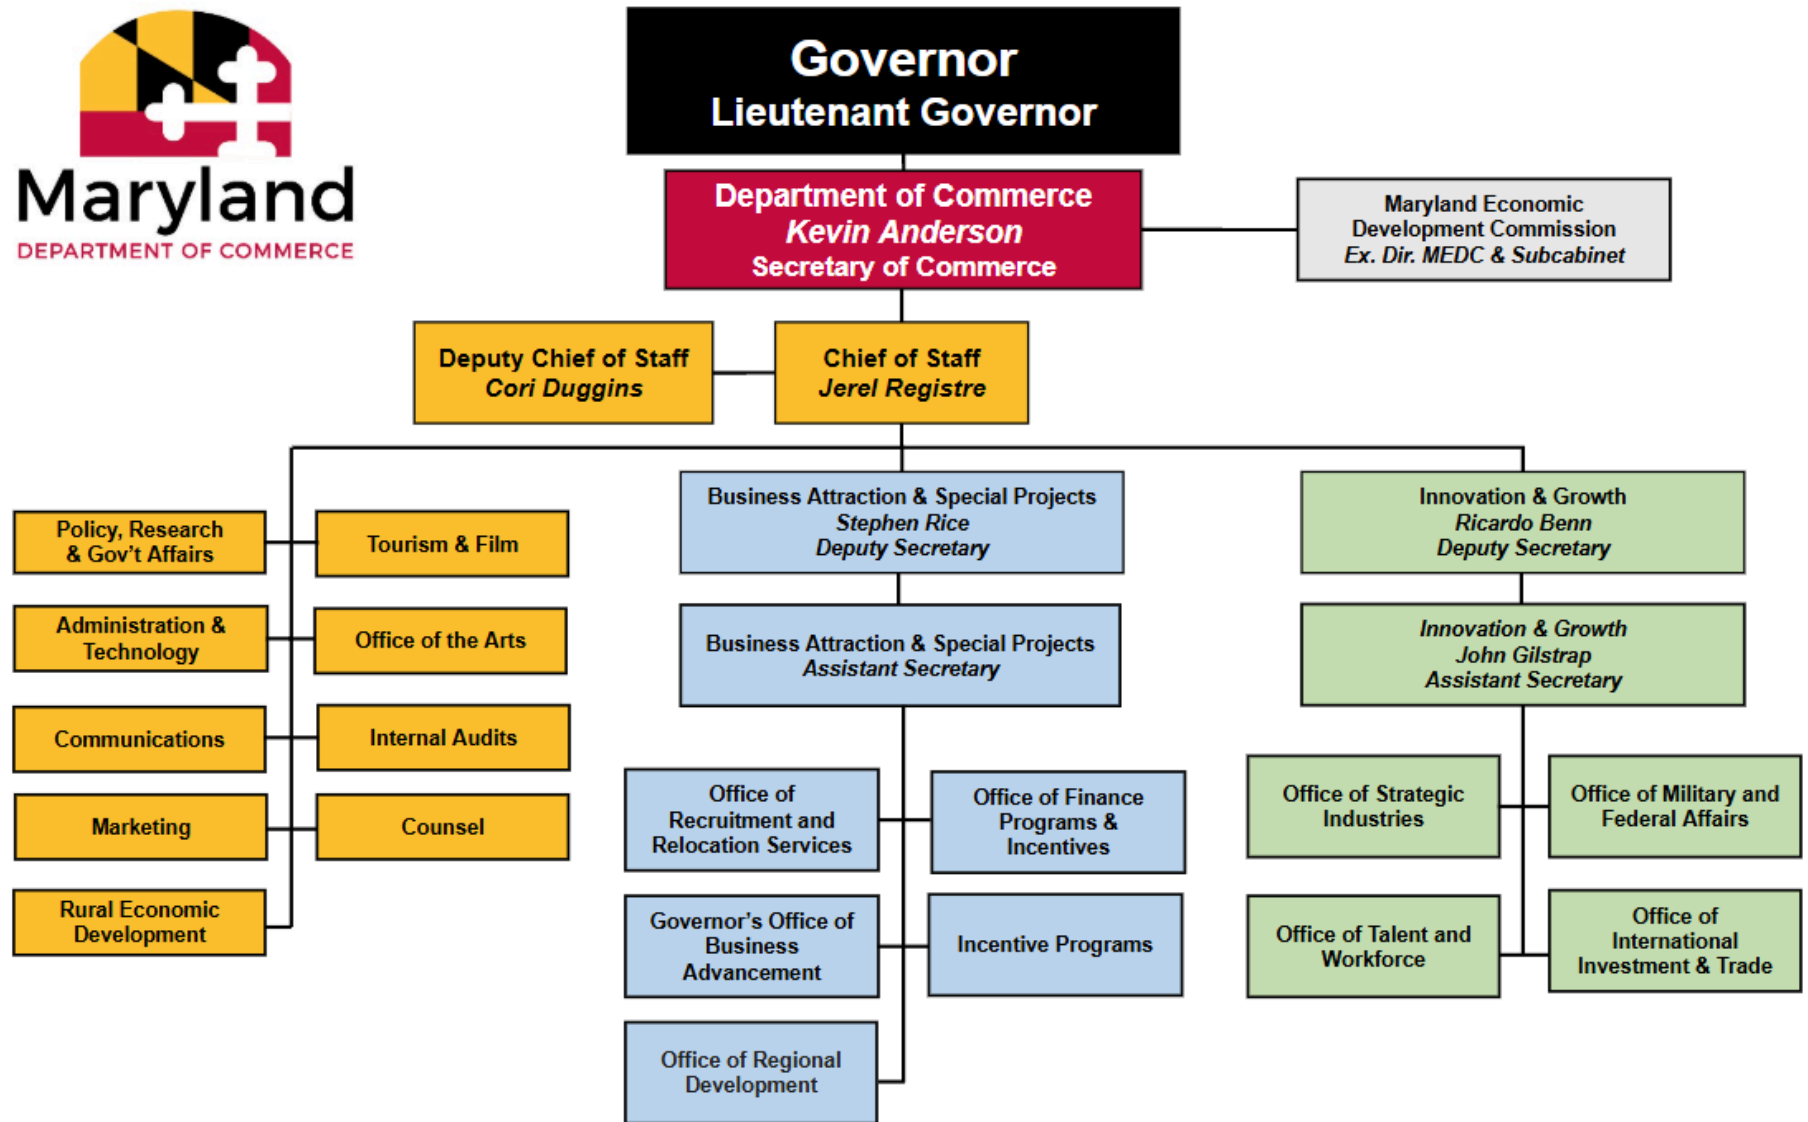 Maryland
DEPARTMENT OF COMMERCE
Governor
Lieutenant Governor
Department of Commerce
Kevin Anderson
Secretary of Commerce
Maryland Economic
Development Commission
Ex. Dir. MEDC & Subcabinet
Deputy Chief of Staff
Cori Duggins
Chief of Staff
Jerel Registre
Policy, Research
& Gov't Affairs
Tourism & Film
Administration &
Technology
Office of the Arts
Communications
Internal Audits
Marketing
Counsel
Rural Economic
Development
Business Attraction & Special Projects
Stephen Rice
Deputy Secretary
Business Attraction & Special Projects
Assistant Secretary
Office of
Recruitment and
Relocation Services
Office of Finance
Programs &
Incentives
Governor's Office of
Business
Advancement
Incentive Programs
Office of Regional
Development
Innovation & Growth
Ricardo Benn
Deputy Secretary
Innovation & Growth
John Gilstrap
Assistant Secretary
Office of Strategic
Industries
Office of Military and
Federal Affairs
Office of Talent and
Workforce
Office of
International
Investment & Trade